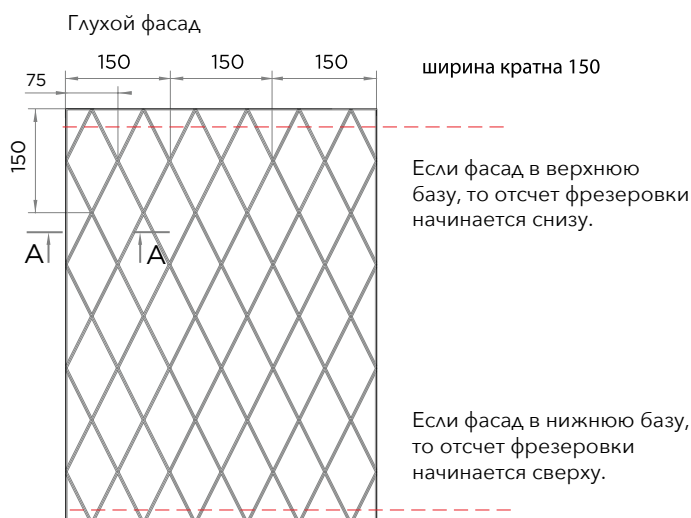 Глухой фасад
150 150 150
ширина кратна 150
75
150
Если фасад в верхнюю
базу, то отсчет фрезеровки
начинается снизу.
А А
Если фасад в нижнюю базу,
то отсчет фрезеровки
начинается сверху.